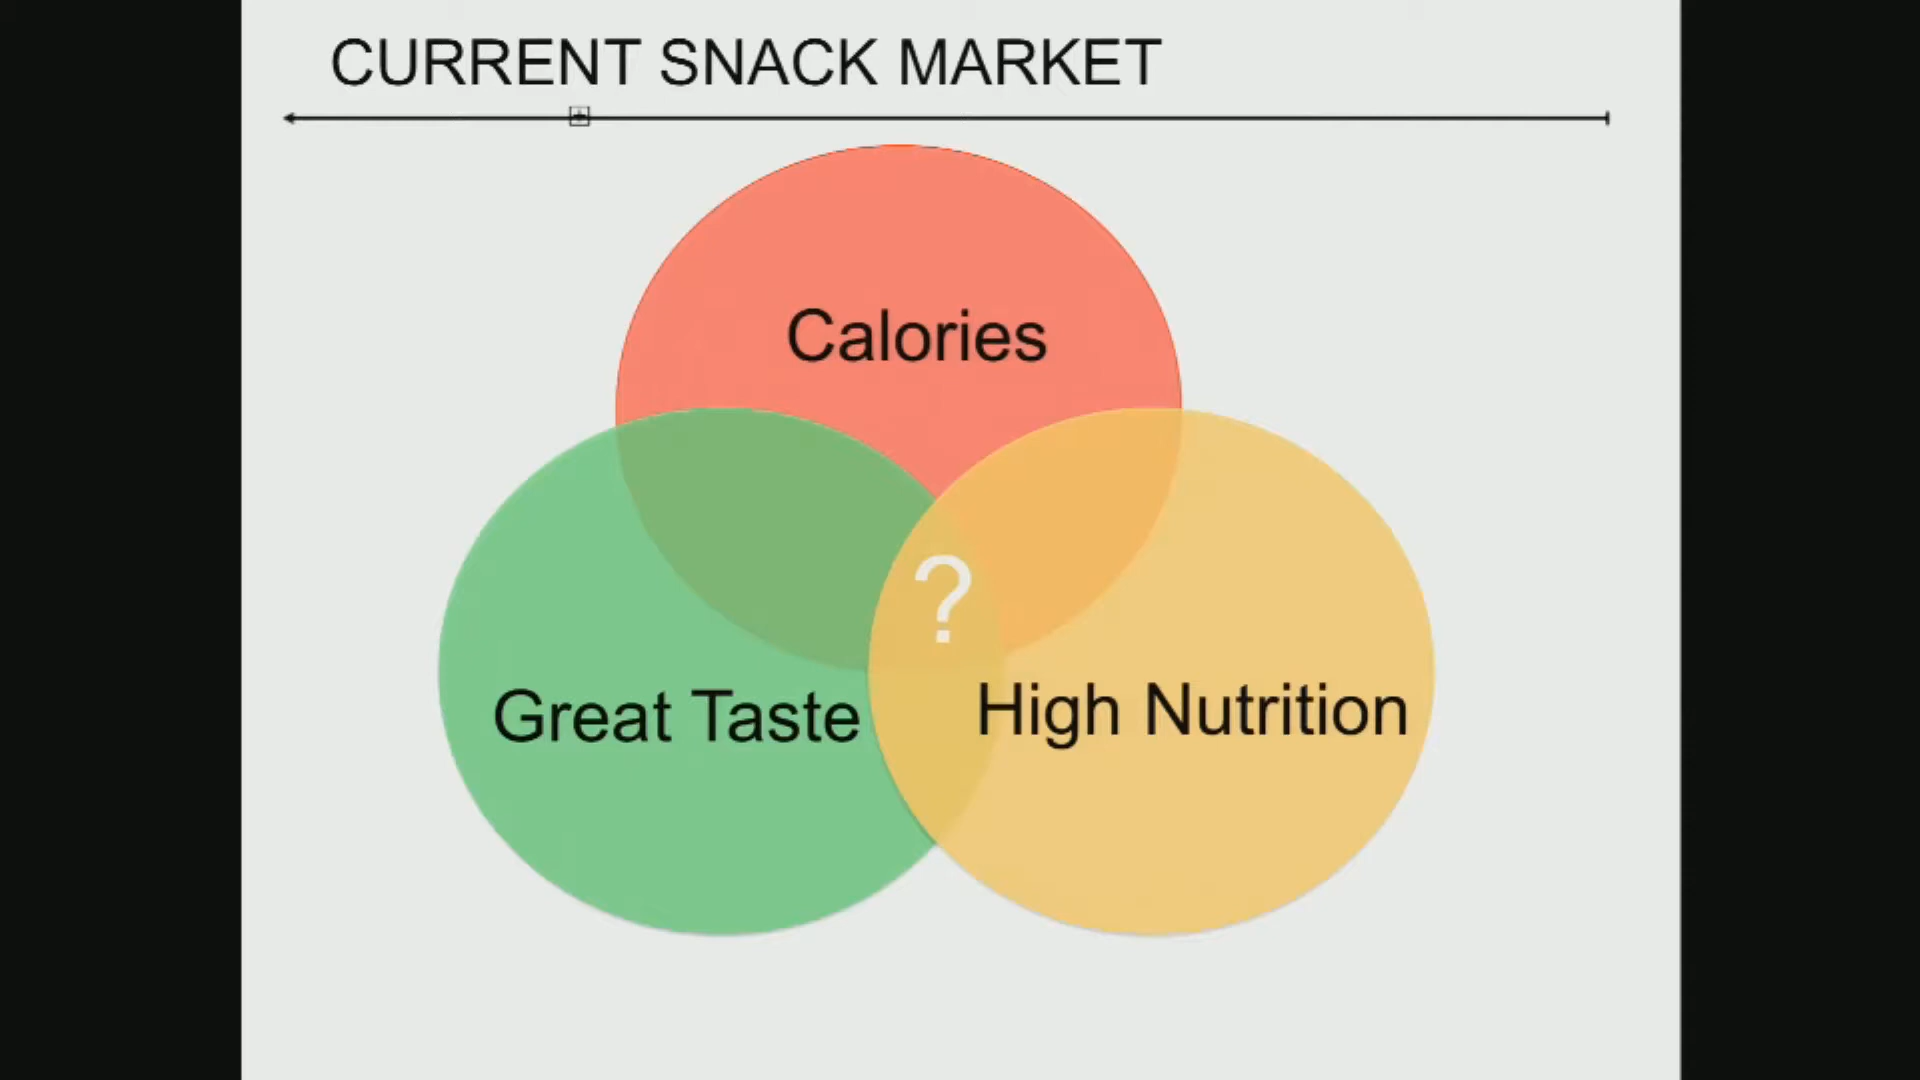 CURRENT SNACK MARKET
Calories
?
Great Taste
High Nutrition